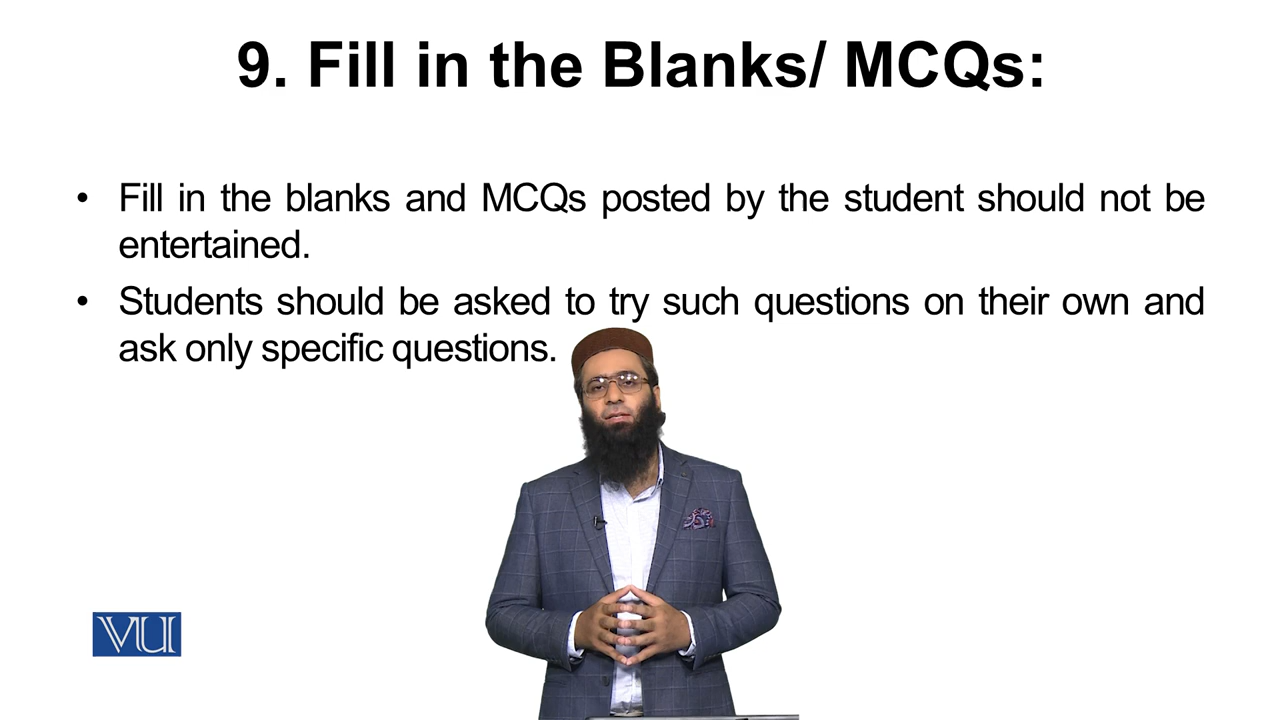 9. Fill in the Blanks/ MCQs:
• Fill in the blanks and MCQs posted by the student should not be
entertained.
• Students should be asked to try such questions on their own and
ask only specific questions.
VU